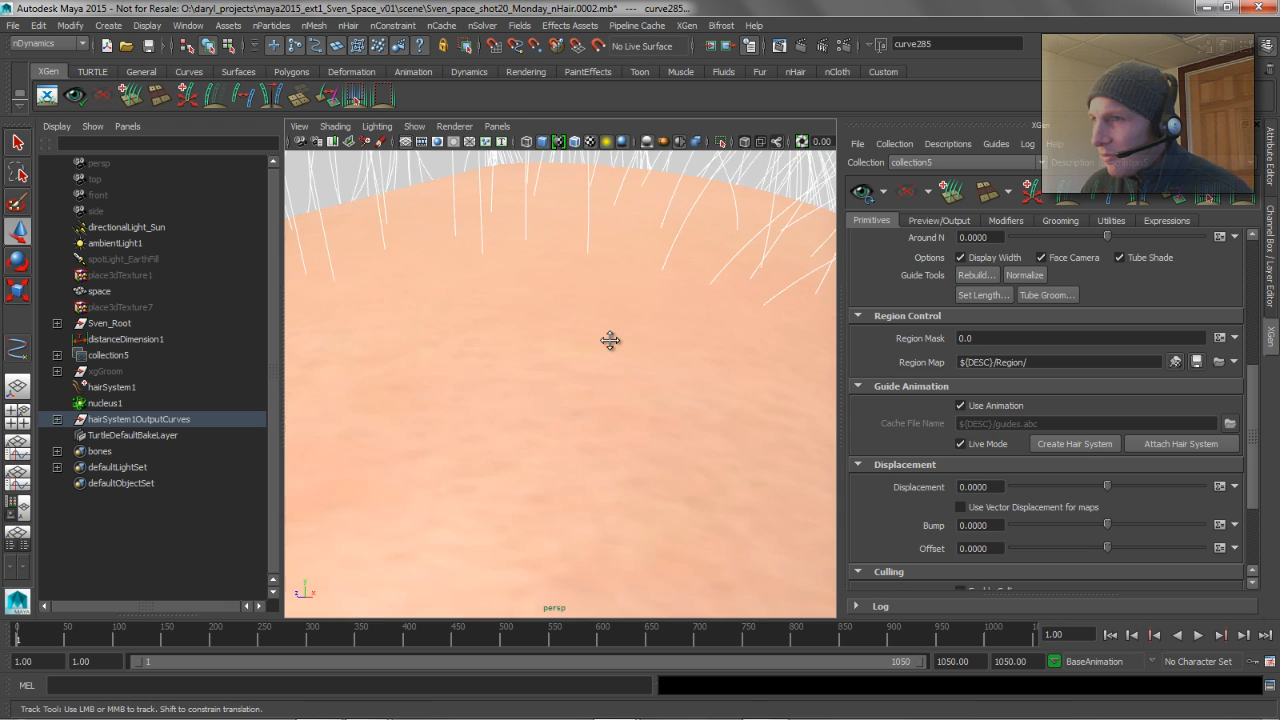 Autodesk Maya 2015 - Not for Resale: O:\daryl_projects\maya2015_ext1_Sven_Space_v01\scene\Sven_space_shot20_Monday_nHair.0002.mb* --- curve285...
File Edit Modify Create Display Window Assets nParticles nMesh nHair nConstraint nCache nSolver Fields Effects Assets Pipeline Cache XGen Bifrost Help
nDynamics No Live Surface curve285
XGen TURTLE General Curves Surfaces Polygons Deformation Animation Dynamics Rendering PaintEffects Toon Muscle Fluids Fur nHair nCloth Custom
Display Show Panels
persp
top
front
side
directionalLight_Sun
ambientLight1
spotLight_EarthFill
place3dTexture1
space
place3dTexture7
Sven_Root
distanceDimension1
collection5
xgGroom
hairSystem1
nucleus1
hairSystem1OutputCurves
TurtleDefaultBakeLayer
bones
defaultLightSet
defaultObjectSet
View Shading Lighting Show Renderer Panels
0.00
persp
File Collection Descriptions Guides Log
Collection collection5
Primitives Preview/Output Modifiers Grooming Utilities Expressions
Around N 0.0000
Options Display Width Face Camera Tube Shade
Guide Tools Rebuild... Normalize
Set Length... Tube Groom...
Region Control
Region Mask 0.0
Region Map ${DESC}/Region/
Guide Animation
Use Animation
Cache File Name ${DESC}/guides.abc
Live Mode Create Hair System Attach Hair System
Displacement
Displacement 0.0000
Use Vector Displacement for maps
Bump 0.0000
Offset 0.0000
Culling
Log
Attribute Editor
Channel Box / Layer Editor
XGen
0 50 100 150 200 250 300 350 400 450 500 550 600 650 700 750 800 850 900 950 1000
1
1.00
1.00 1.00 1 1050 1050.00 1050.00 BaseAnimation No Character Set
MEL
Track Tool: Use LMB or MMB to track. Shift to constrain translation.